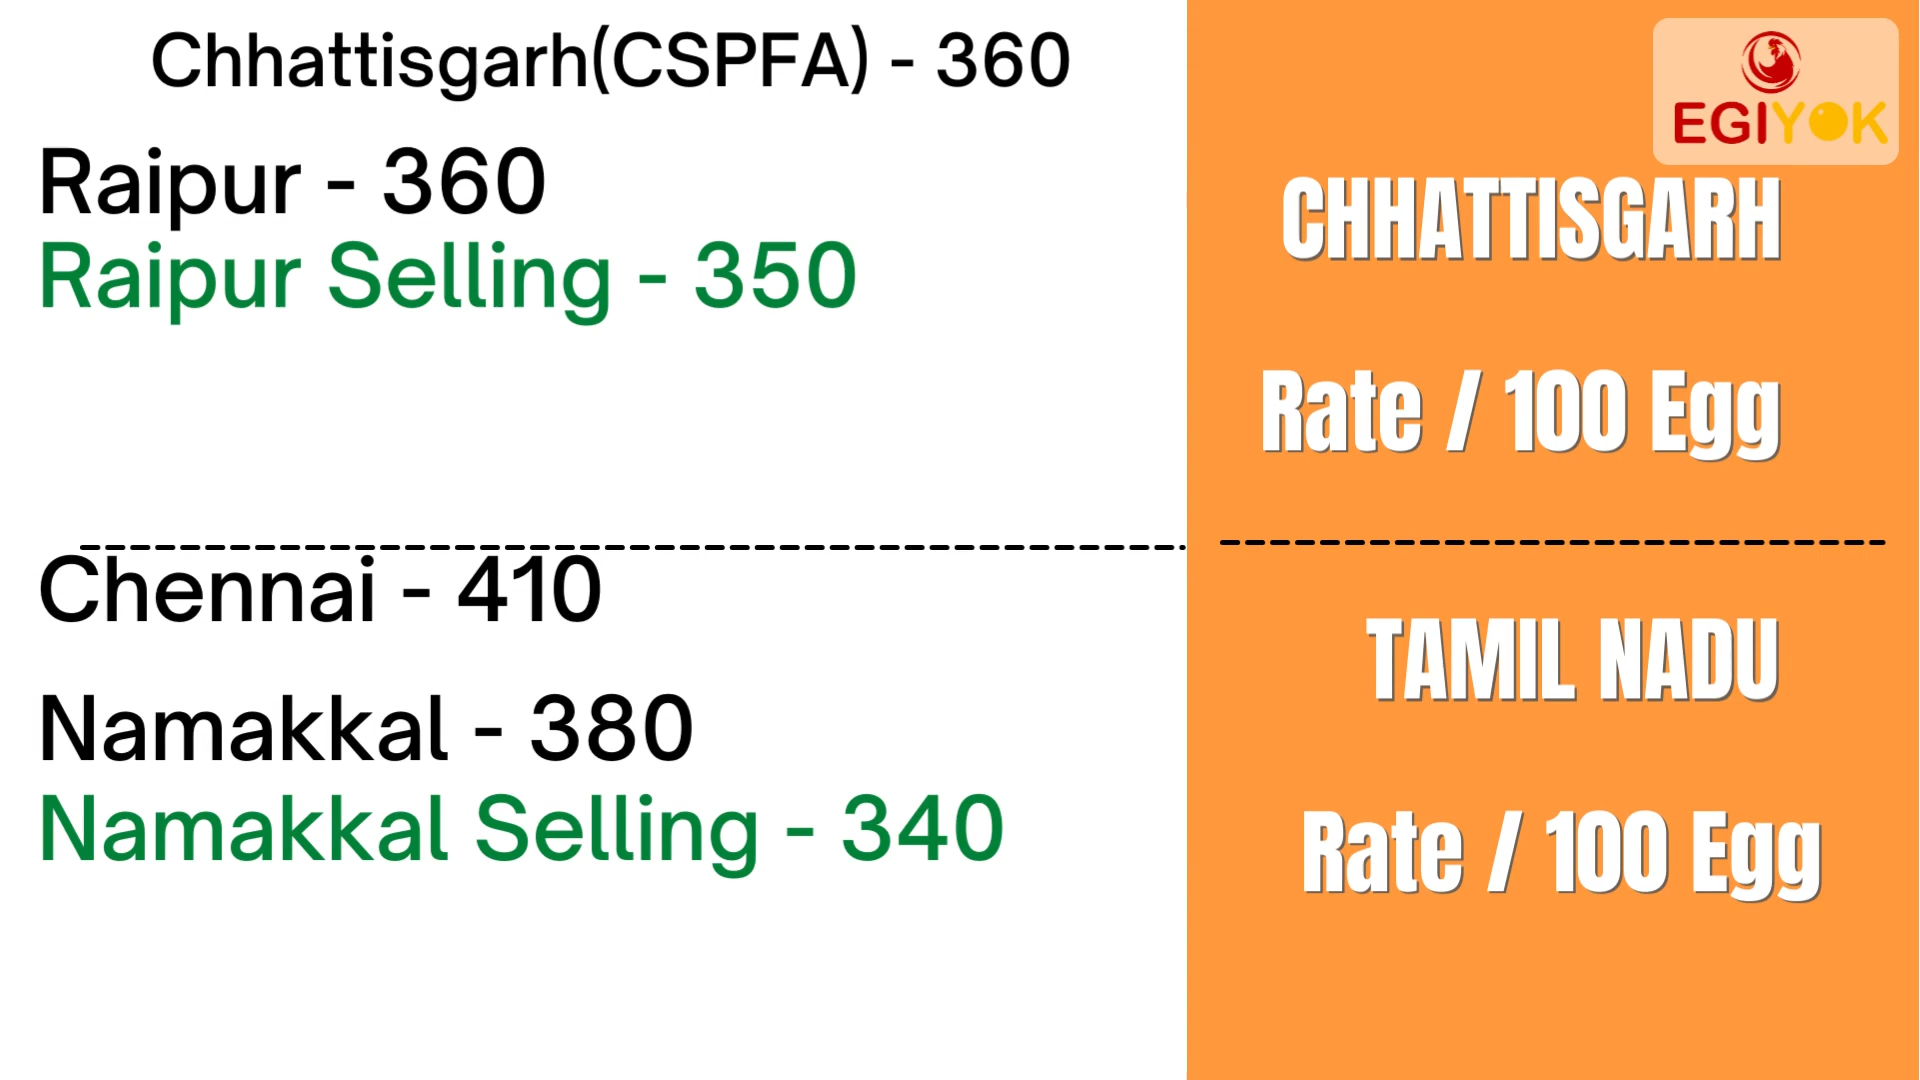 Chhattisgarh(CSPFA) - 360
Raipur - 360
Raipur Selling - 350
Chennai - 410
Namakkal - 380
Namakkal Selling - 340
EGIYOK
CHHATTISGARH
Rate / 100 Egg
TAMIL NADU
Rate / 100 Egg